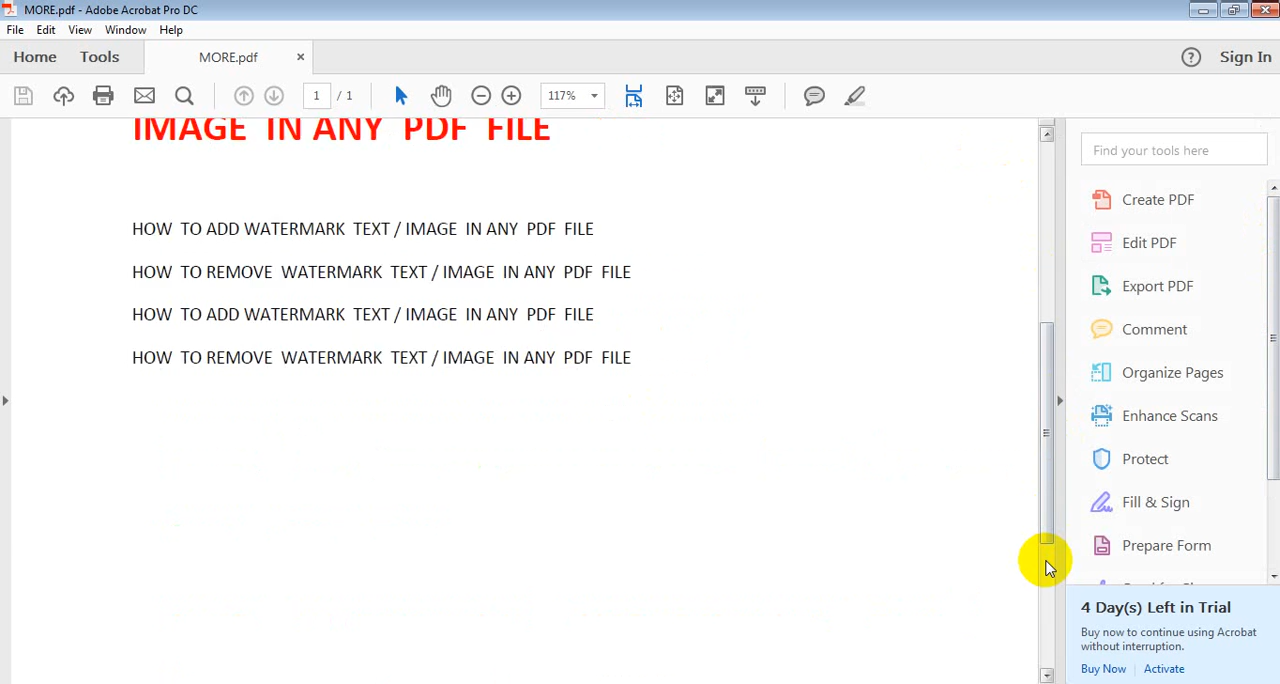 MORE.pdf - Adobe Acrobat Pro DC
File Edit View Window Help
Home Tools MORE.pdf × Sign In
1 / 1 117%
IMAGE IN ANY PDF FILE
HOW TO ADD WATERMARK TEXT / IMAGE IN ANY PDF FILE
HOW TO REMOVE WATERMARK TEXT / IMAGE IN ANY PDF FILE
HOW TO ADD WATERMARK TEXT / IMAGE IN ANY PDF FILE
HOW TO REMOVE WATERMARK TEXT / IMAGE IN ANY PDF FILE
Find your tools here
Create PDF
Edit PDF
Export PDF
Comment
Organize Pages
Enhance Scans
Protect
Fill & Sign
Prepare Form
4 Day(s) Left in Trial
Buy now to continue using Acrobat
without interruption.
Buy Now Activate